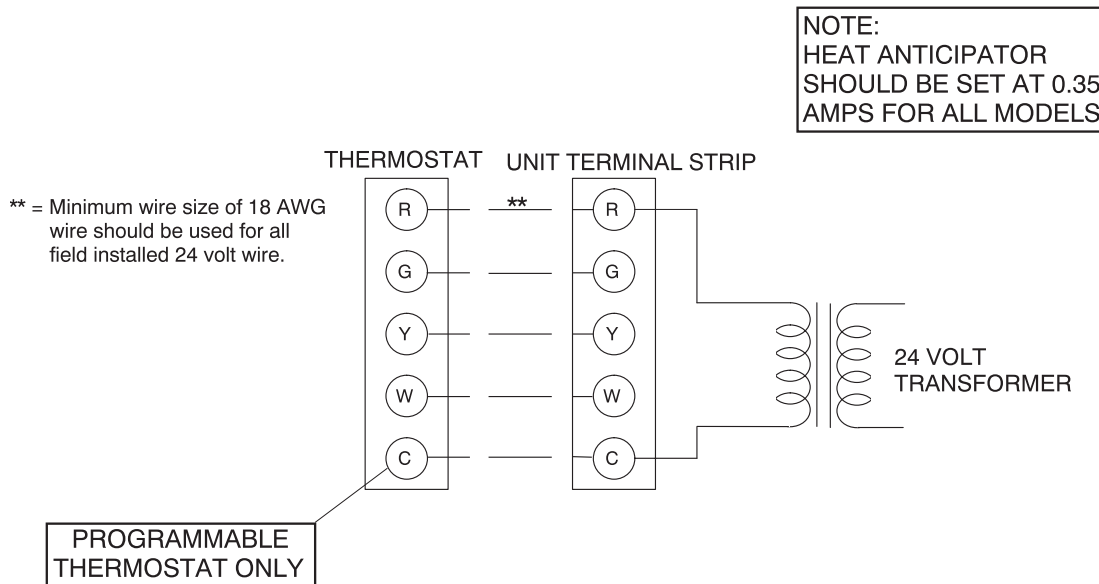 NOTE:
HEAT ANTICIPATOR
SHOULD BE SET AT 0.35
AMPS FOR ALL MODELS
THERMOSTAT
UNIT TERMINAL STRIP
** = Minimum wire size of 18 AWG
wire should be used for all
field installed 24 volt wire.
**
R
R
G
G
Y
Y
W
W
C
C
24 VOLT
TRANSFORMER
PROGRAMMABLE
THERMOSTAT ONLY